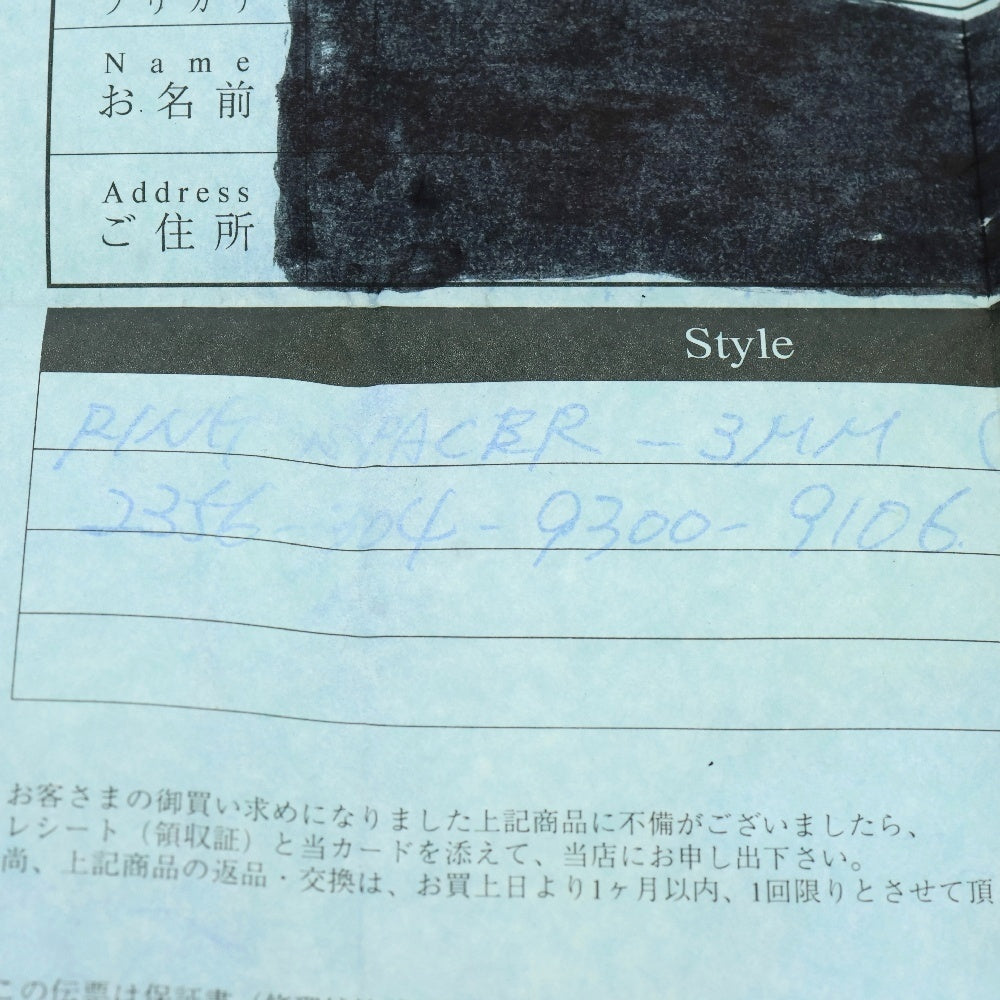 フリガナ
Name
お名前
Address
ご住所
Style
RING SPACER - 3MM (
2356-304-9300-9106
お客さまの御買い求めになりました上記商品に不備がございましたら、
レシート（領収証）と当カードを添えて、当店にお申し出下さい。
尚、上記商品の返品・交換は、お買上日より1ヶ月以内、1回限りとさせて頂
この伝票は保証書（修理